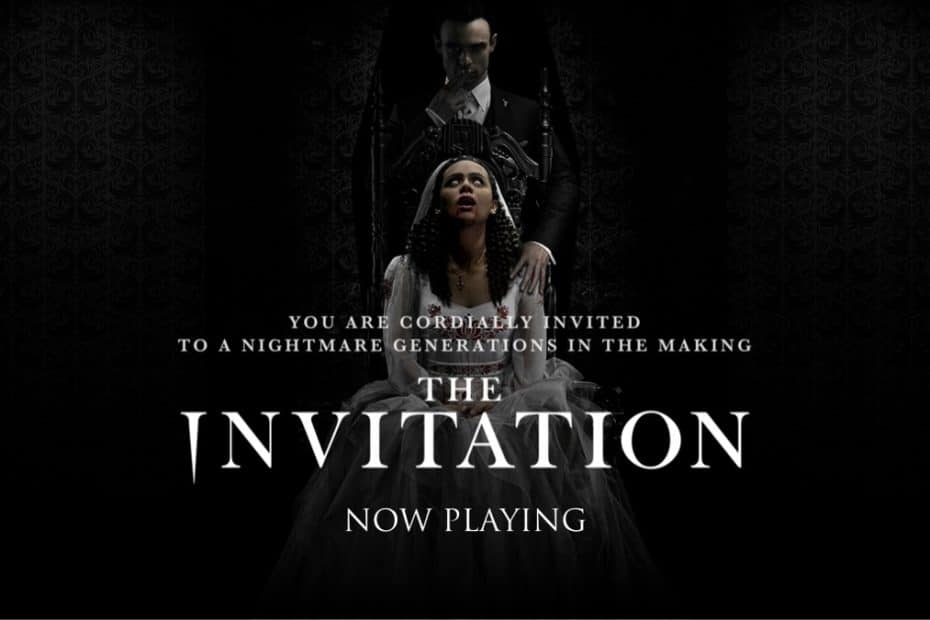 YOU ARE CORDIALLY INVITED
TO A NIGHTMARE GENERATIONS IN THE MAKING
THE
INVITATION
NOW PLAYING